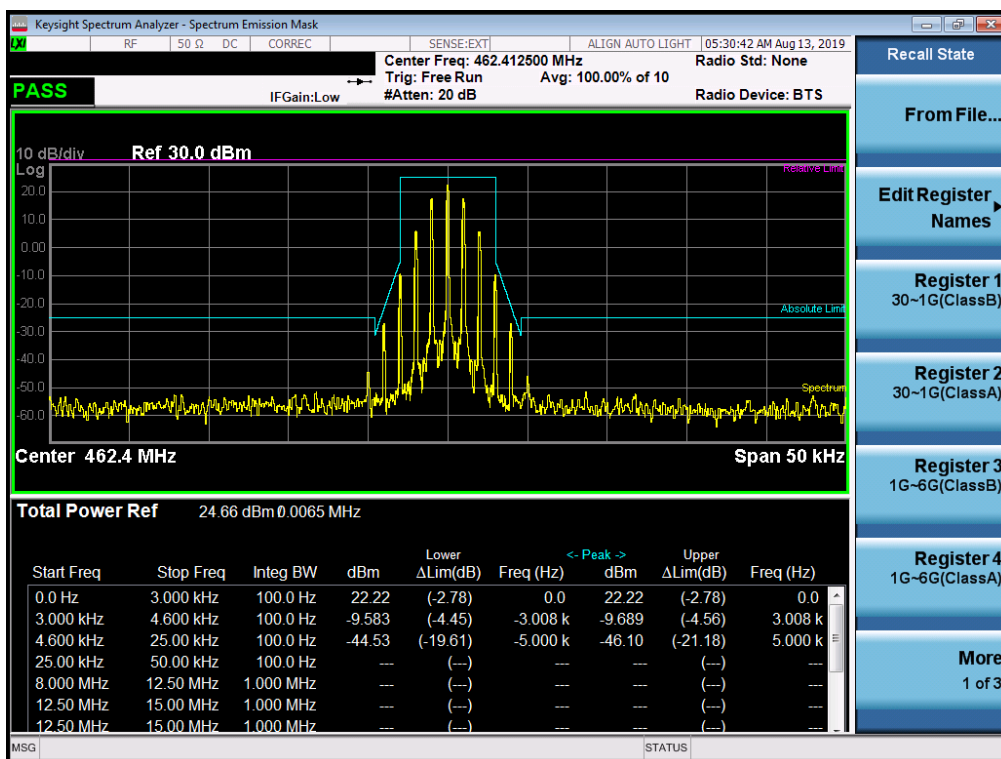 Keysight Spectrum Analyzer - Spectrum Emission Mask
LXI RF 50 Ω DC CORREC SENSE:EXT ALIGN AUTO LIGHT 05:30:42 AM Aug 13, 2019
Center Freq: 462.412500 MHz Radio Std: None
Trig: Free Run Avg: 100.00% of 10
PASS IFGain:Low #Atten: 20 dB Radio Device: BTS
10 dB/div Ref 30.0 dBm
Log
Relative Limit
20.0
10.0
0.00
-10.0
-20.0
Absolute Limit
-30.0
-40.0
-50.0
Spectrum
-60.0
Center 462.4 MHz Span 50 kHz
Total Power Ref 24.66 dBm / 0.0065 MHz
Lower <- Peak -> Upper
Start Freq Stop Freq Integ BW dBm ΔLim(dB) Freq (Hz) dBm ΔLim(dB) Freq (Hz)
0.0 Hz 3.000 kHz 100.0 Hz 22.22 (-2.78) 0.0 22.22 (-2.78) 0.0
3.000 kHz 4.600 kHz 100.0 Hz -9.583 (-4.45) -3.008 k -9.689 (-4.56) 3.008 k
4.600 kHz 25.00 kHz 100.0 Hz -44.53 (-19.61) -5.000 k -46.10 (-21.18) 5.000 k
25.00 kHz 50.00 kHz 100.0 Hz --- (---) --- --- (---) ---
8.000 MHz 12.50 MHz 1.000 MHz --- (---) --- --- (---) ---
12.50 MHz 15.00 MHz 1.000 MHz --- (---) --- --- (---) ---
12.50 MHz 15.00 MHz 1.000 MHz --- (---) --- --- (---) ---
MSG STATUS
Recall State
From File...
Edit Register
Names
Register 1
30~1G(ClassB)
Register 2
30~1G(ClassA)
Register 3
1G~6G(ClassB)
Register 4
1G~6G(ClassA)
More
1 of 3